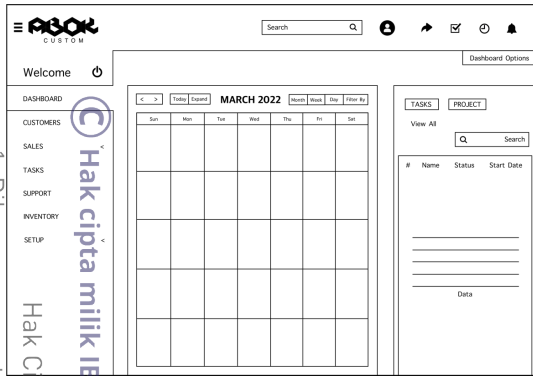 ABOK
CUSTOM
Search
Dashboard Options
Welcome
DASHBOARD
CUSTOMERS
SALES <
TASKS
SUPPORT
INVENTORY
SETUP <
< > Today Expand MARCH 2022 Month Week Day Filter By
Sun Mon Tue Wed Thu Fri Sat
TASKS PROJECT
View All
Search
# Name Status Start Date
Data
© Hak cipta milik IB
Hak Ci